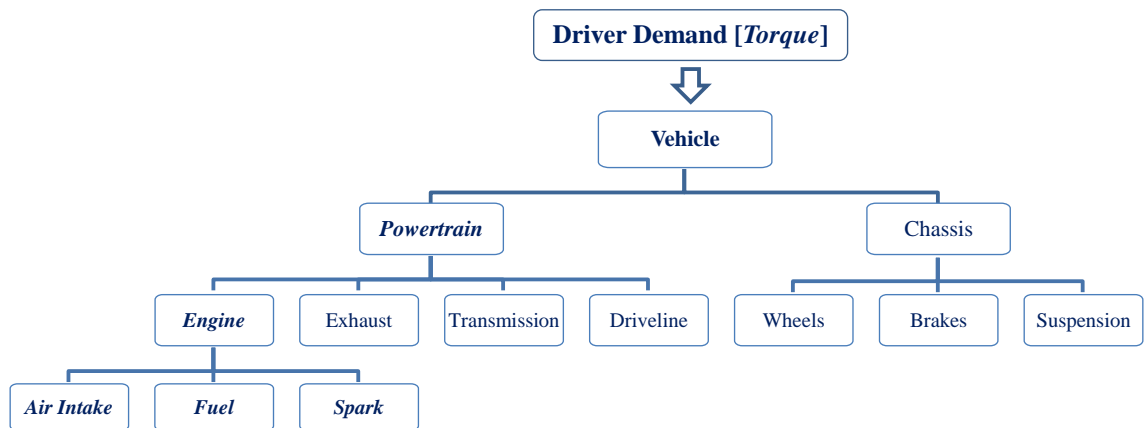 Driver Demand [Torque]
Vehicle
Powertrain
Chassis
Engine
Exhaust
Transmission
Driveline
Wheels
Brakes
Suspension
Air Intake
Fuel
Spark